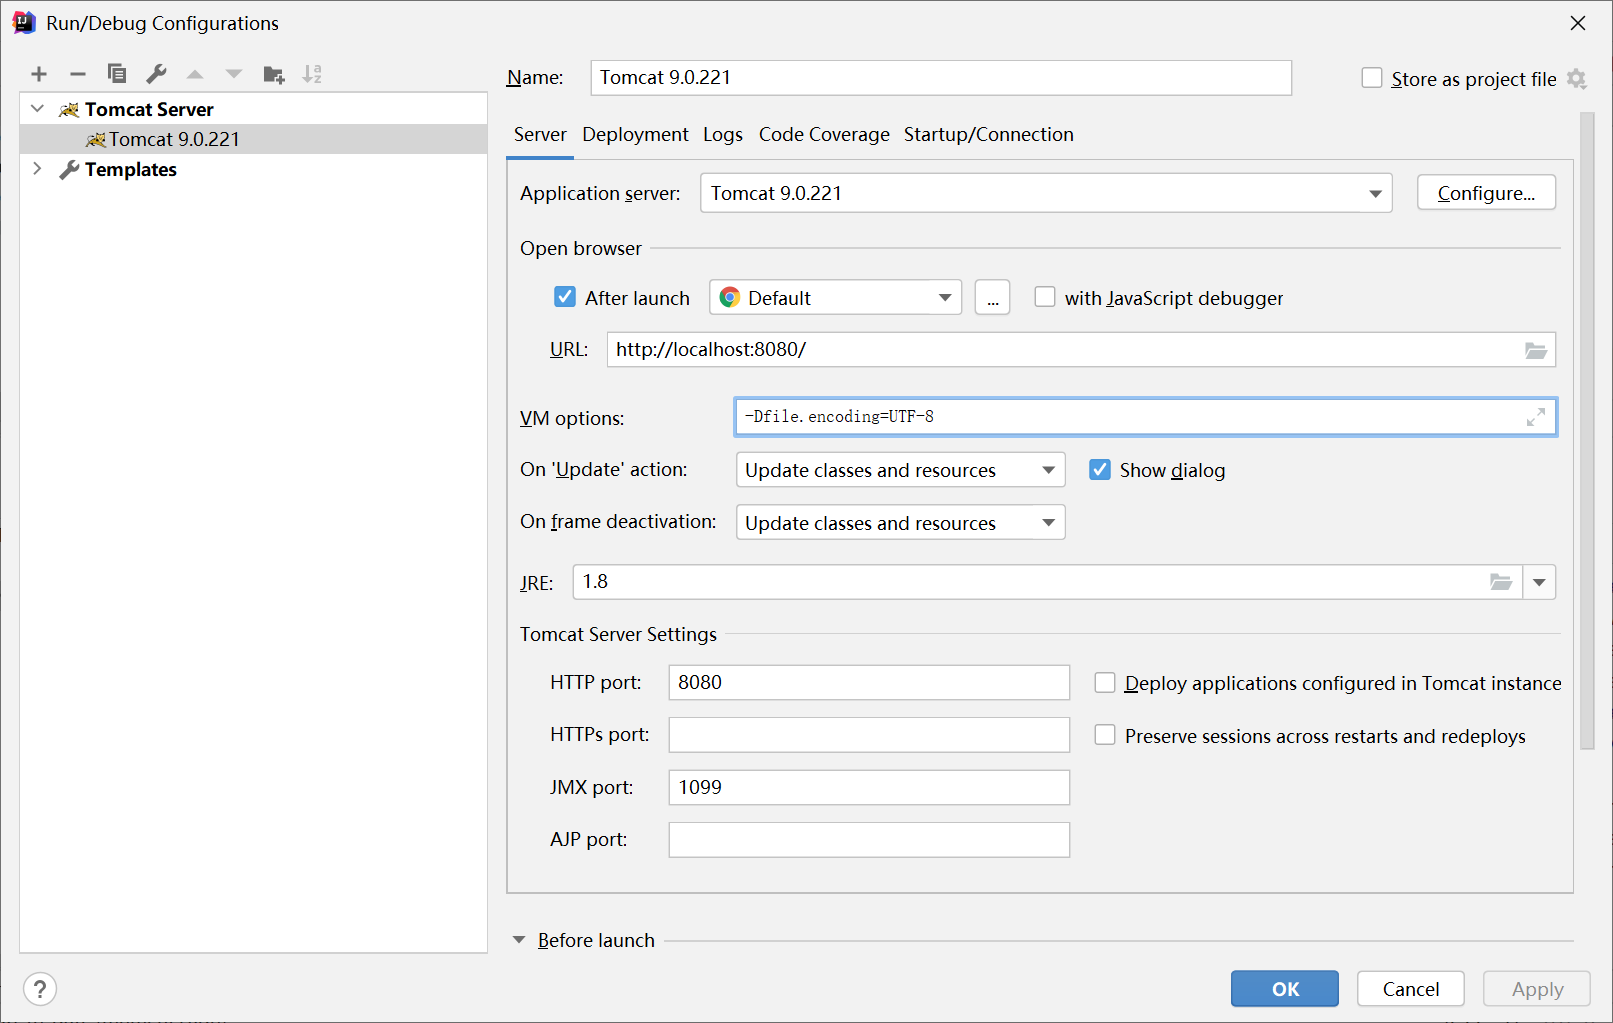 Run/Debug Configurations
Name: Tomcat 9.0.221 Store as project file
Tomcat Server
Tomcat 9.0.221
Templates
Server Deployment Logs Code Coverage Startup/Connection
Application server: Tomcat 9.0.221 Configure...
Open browser
After launch Default ... with JavaScript debugger
URL: http://localhost:8080/
VM options: -Dfile.encoding=UTF-8
On 'Update' action: Update classes and resources Show dialog
On frame deactivation: Update classes and resources
JRE: 1.8
Tomcat Server Settings
HTTP port: 8080 Deploy applications configured in Tomcat instance
HTTPs port: Preserve sessions across restarts and redeploys
JMX port: 1099
AJP port:
Before launch
? OK Cancel Apply